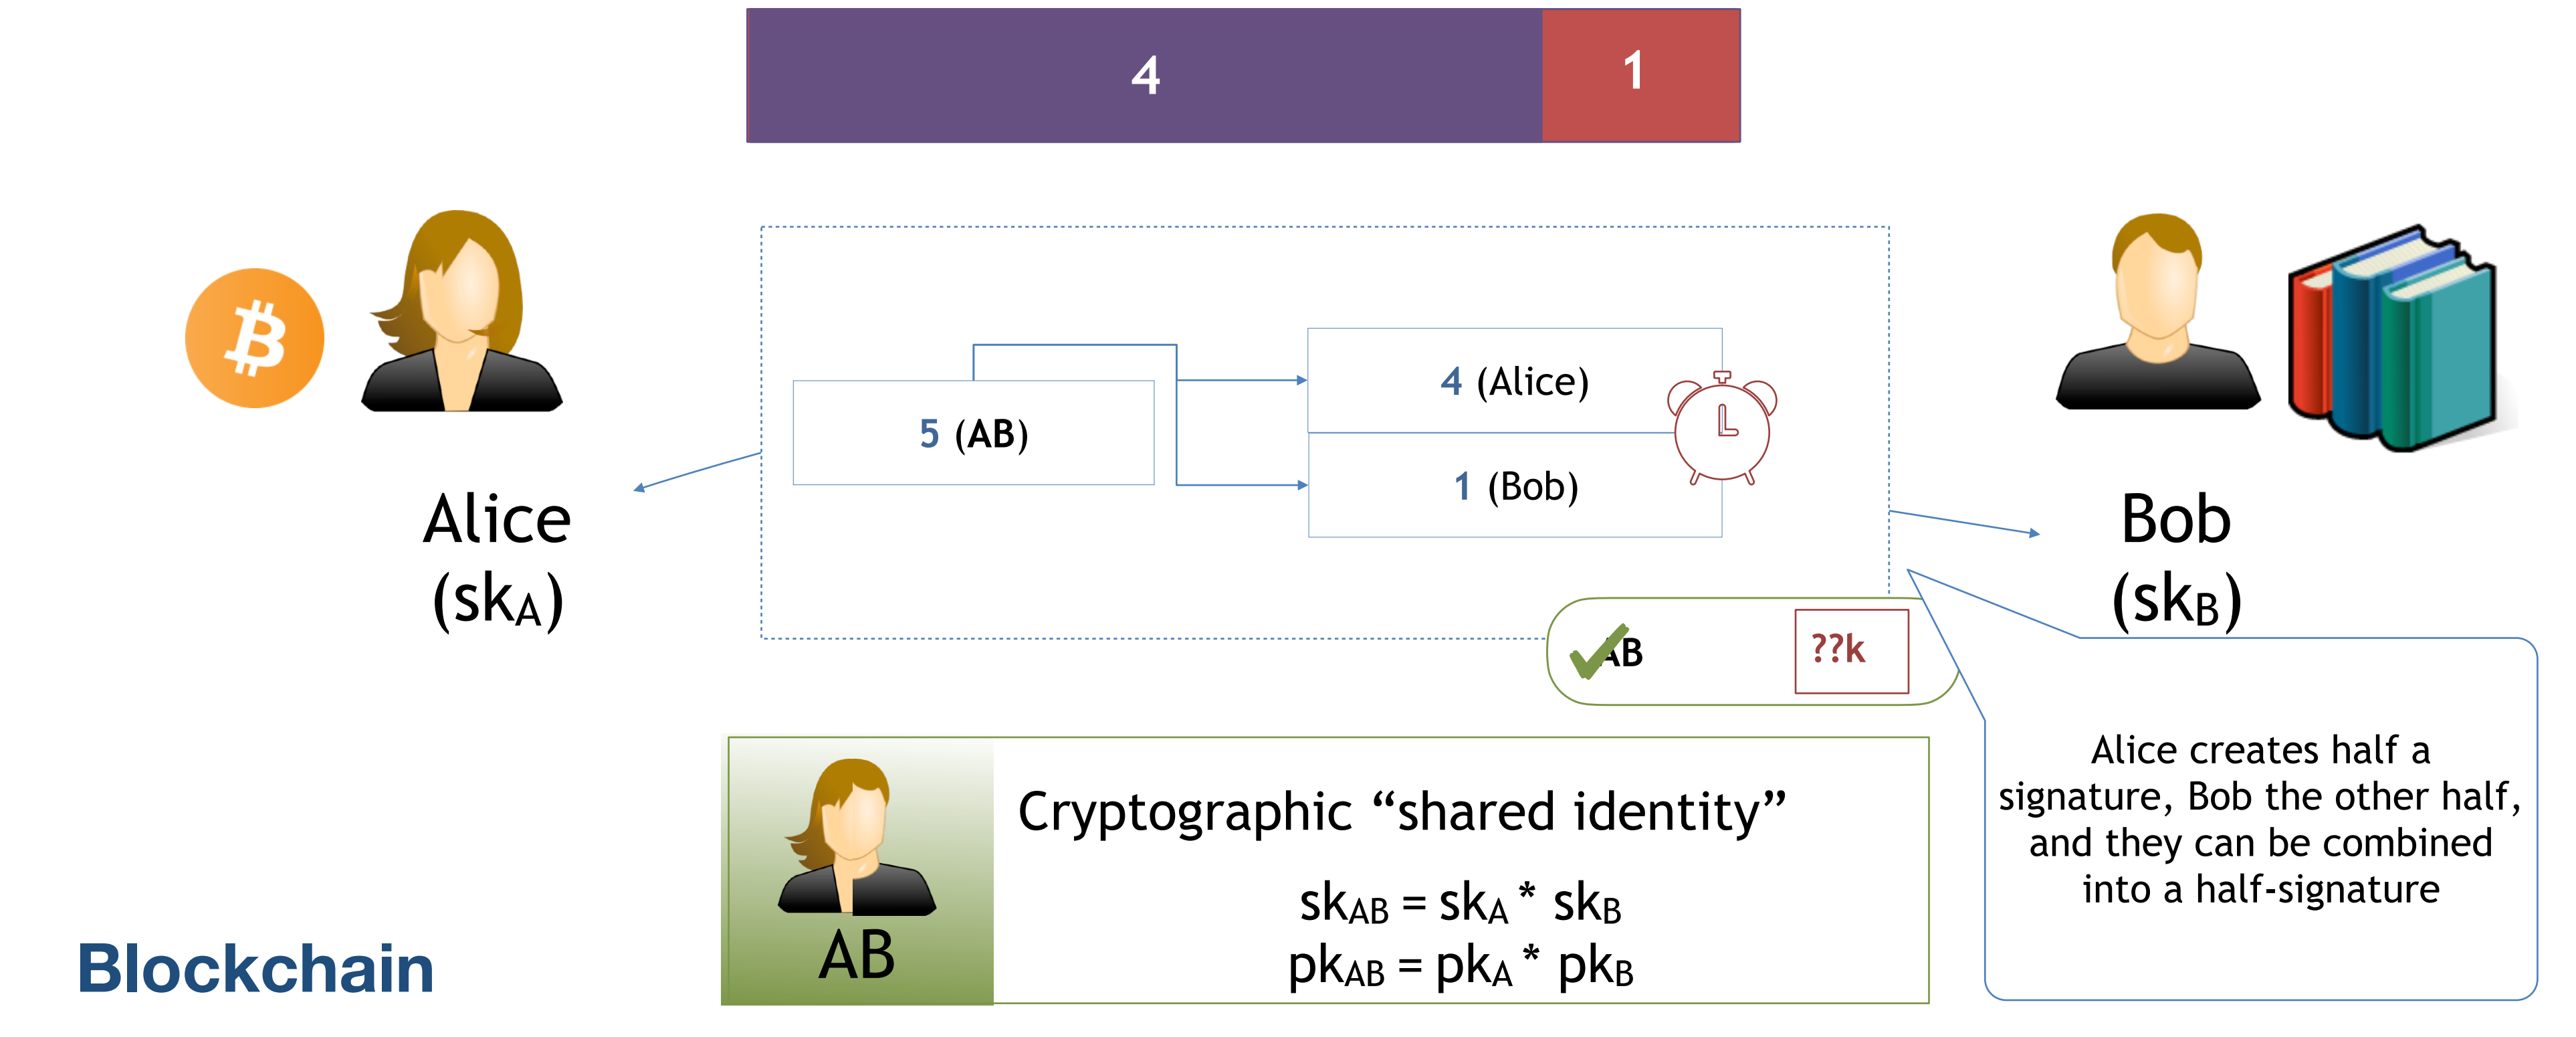 4
1
4 (Alice)
5 (AB)
1 (Bob)
Alice
(skA)
Bob
(skB)
AB
??k
Alice creates half a
signature, Bob the other half,
and they can be combined
into a half-signature
Cryptographic “shared identity”
skAB = skA * skB
pkAB = pkA * pkB
AB
Blockchain